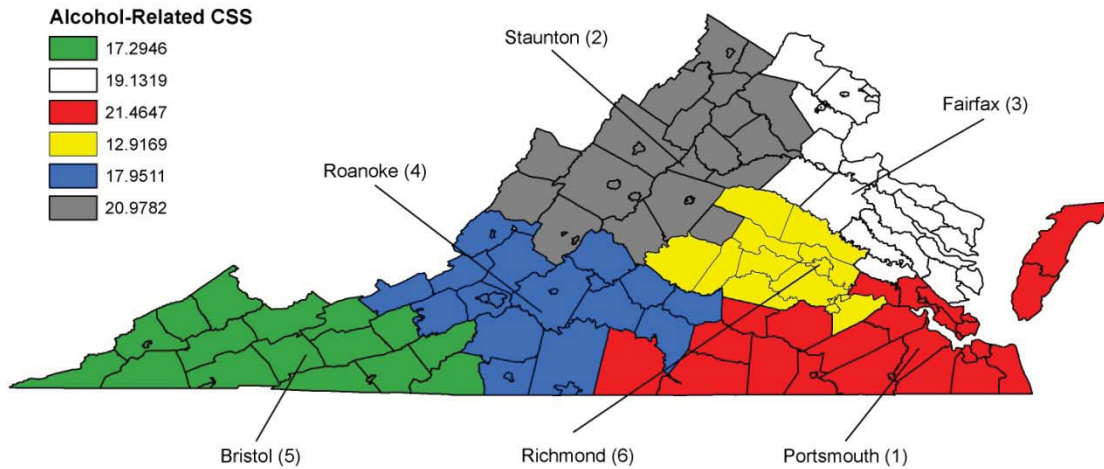 Alcohol-Related CSS
17.2946
19.1319
21.4647
12.9169
17.9511
20.9782
Staunton (2)
Fairfax (3)
Roanoke (4)
Bristol (5)
Richmond (6)
Portsmouth (1)